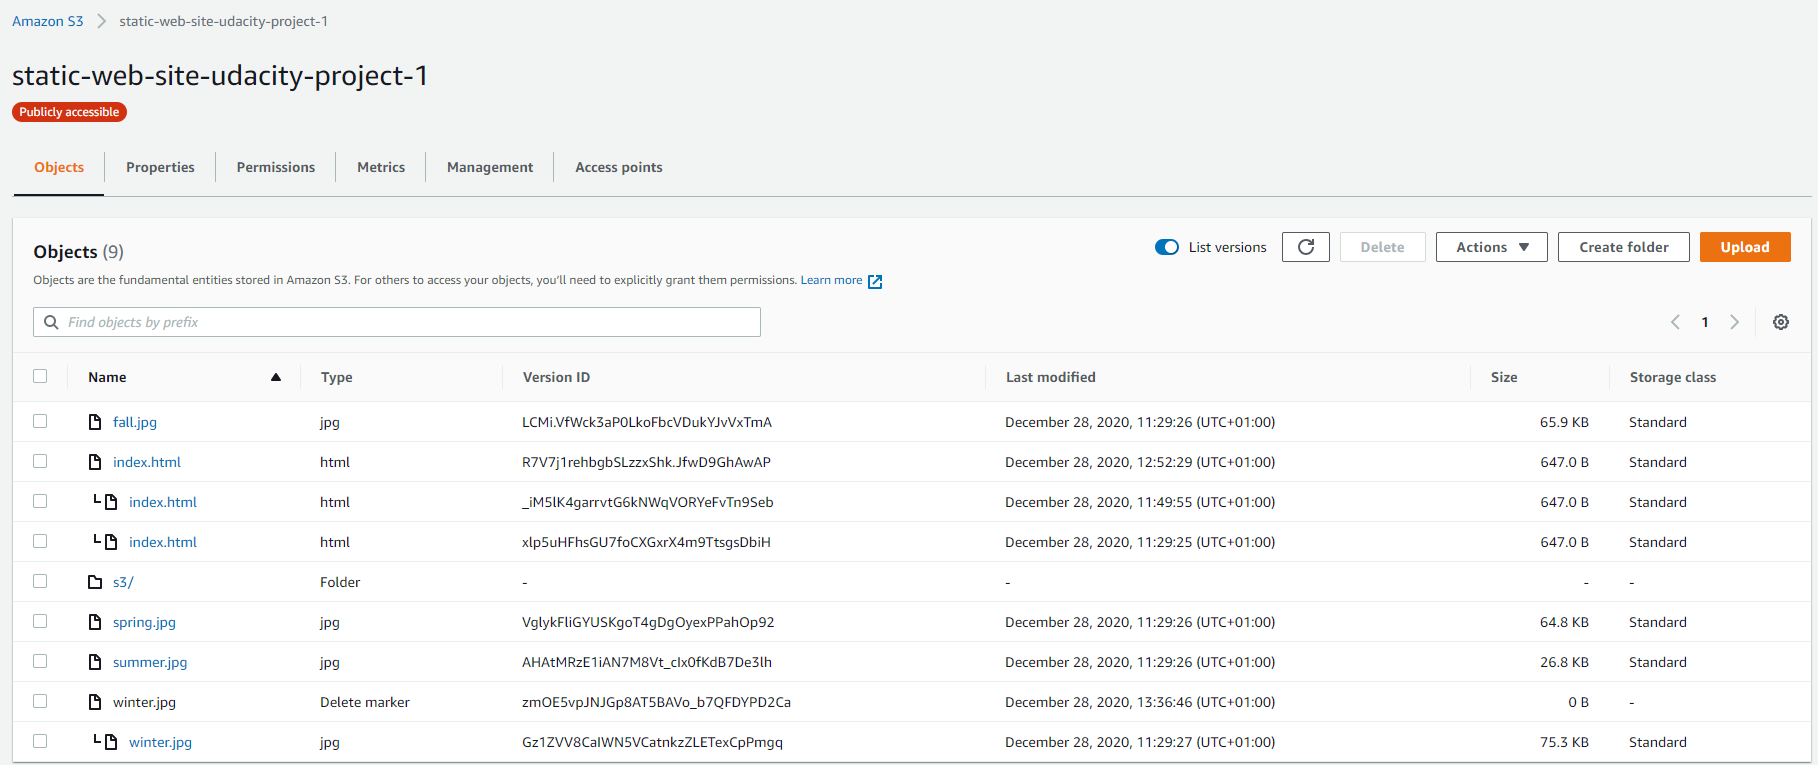 Amazon S3 > static-web-site-udacity-project-1
static-web-site-udacity-project-1
Publicly accessible
Objects Properties Permissions Metrics Management Access points
Objects (9)
List versions Delete Actions Create folder Upload
Objects are the fundamental entities stored in Amazon S3. For others to access your objects, you'll need to explicitly grant them permissions. Learn more
Find objects by prefix
1
Name Type Version ID Last modified Size Storage class
fall.jpg jpg LCMi.VfWck3aP0LkoFbcVDukYJvVxTmA December 28, 2020, 11:29:26 (UTC+01:00) 65.9 KB Standard
index.html html R7V7j1rehbgbSLzzxShk.JfwD9GhAwAP December 28, 2020, 12:52:29 (UTC+01:00) 647.0 B Standard
index.html html _iM5lK4garrvtG6kNWqVORYeFvTn9Seb December 28, 2020, 11:49:55 (UTC+01:00) 647.0 B Standard
index.html html xlp5uHFhsGU7foCXGxrX4m9TtsgsDbiH December 28, 2020, 11:29:25 (UTC+01:00) 647.0 B Standard
s3/ Folder - - - -
spring.jpg jpg VglykFliGYUSKgoT4gDgOyexPPahOp92 December 28, 2020, 11:29:26 (UTC+01:00) 64.8 KB Standard
summer.jpg jpg AHAtMRzE1iAN7M8Vt_cIx0fKdB7De3lh December 28, 2020, 11:29:26 (UTC+01:00) 26.8 KB Standard
winter.jpg Delete marker zmOE5vpJNJGp8AT5BAVo_b7QFDYPD2Ca December 28, 2020, 13:36:46 (UTC+01:00) 0 B -
winter.jpg jpg Gz1ZVV8CaIWN5VCatnkzZLETexCpPmgq December 28, 2020, 11:29:27 (UTC+01:00) 75.3 KB Standard